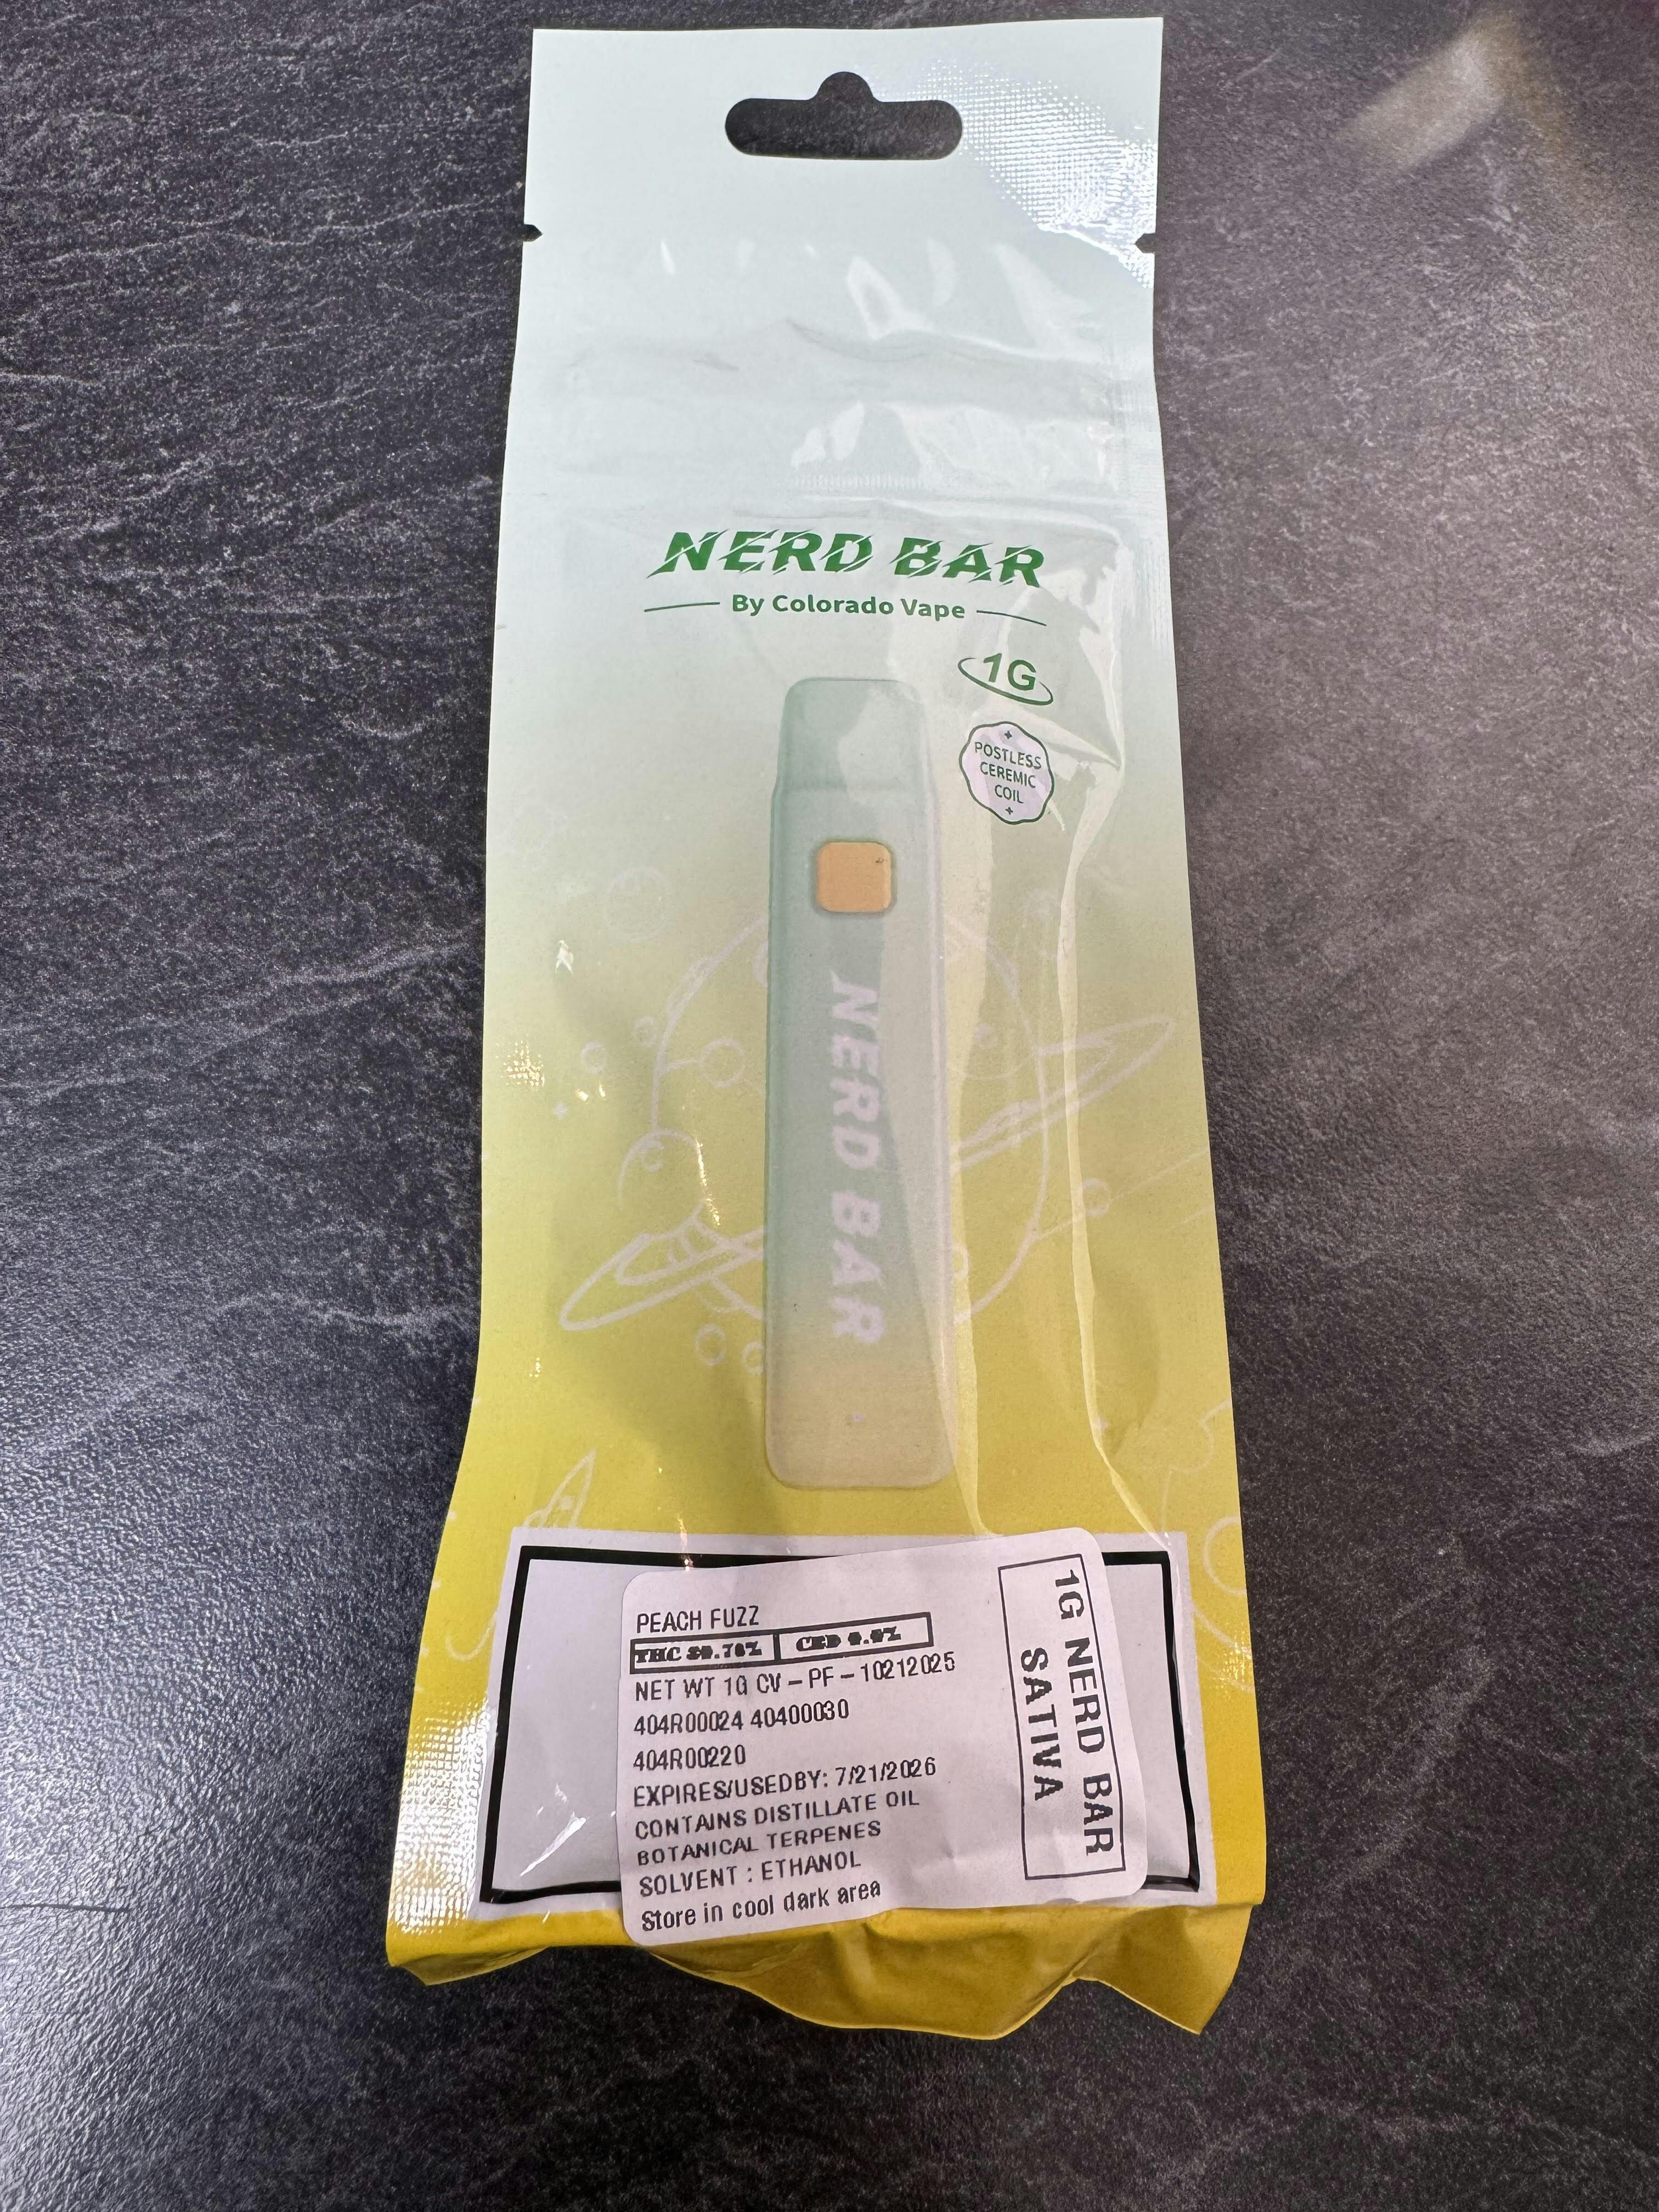 NERD BAR
By Colorado Vape
1G
POSTLESS
CEREMIC
COIL
NERD BAR
PEACH FUZZ
THC
CBD
NET WT 1G CV – PF – 10212025
404R00024 40400030
404R00220
EXPIRES/USEDBY: 7/21/2026
CONTAINS DISTILLATE OIL
BOTANICAL TERPENES
SOLVENT : ETHANOL
Store in cool dark area
1G NERD BAR
SATIVA